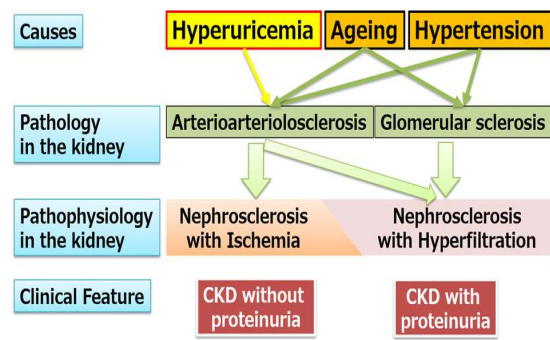 Causes
Hyperuricemia
Ageing
Hypertension
Pathology
in the kidney
Arterioarteriolosclerosis
Glomerular sclerosis
Pathophysiology
in the kidney
Nephrosclerosis
with Ischemia
Nephrosclerosis
with Hyperfiltration
Clinical Feature
CKD without
proteinuria
CKD with
proteinuria